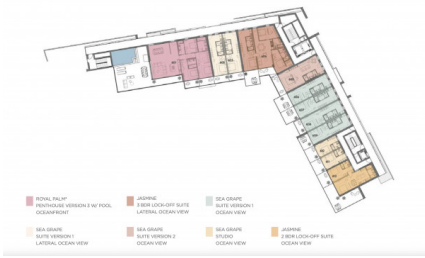 ROYAL PALM*
PENTHOUSE VERSION 2 W/ POOL
OCEANFRONT
JASMINE
3 BDR LOCK-OFF SUITE
LATERAL OCEAN VIEW
SEA GRAPE
SUITE VERSION 1
OCEAN VIEW
SEA GRAPE
SUITE VERSION 1
LATERAL OCEAN VIEW
SEA GRAPE
SUITE VERSION 2
OCEAN VIEW
SEA GRAPE
STUDIO
OCEAN VIEW
JASMINE
2 BDR LOCK-OFF SUITE
OCEAN VIEW